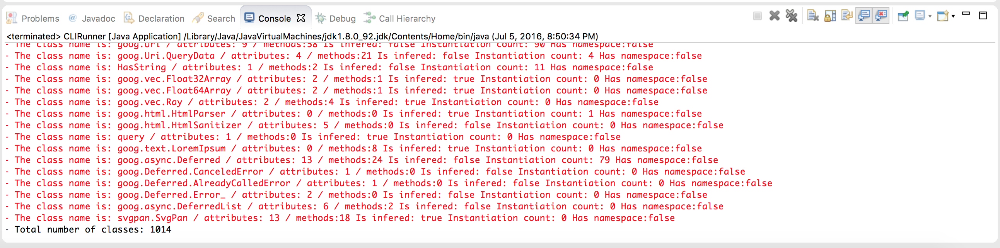 Problems Javadoc Declaration Search Console Debug Call Hierarchy
<terminated> CLIRunner [Java Application] /Library/Java/JavaVirtualMachines/jdk1.8.0_92.jdk/Contents/Home/bin/java (Jul 5, 2016, 8:50:34 PM)
- The class name is: goog.Uri / attributes: 9 / methods:58 Is infered: false Instantiation count: 90 Has namespace:false
- The class name is: goog.Uri.QueryData / attributes: 4 / methods:21 Is infered: false Instantiation count: 4 Has namespace:false
- The class name is: HasString / attributes: 1 / methods:2 Is infered: false Instantiation count: 11 Has namespace:false
- The class name is: goog.vec.Float32Array / attributes: 2 / methods:1 Is infered: true Instantiation count: 0 Has namespace:false
- The class name is: goog.vec.Float64Array / attributes: 2 / methods:1 Is infered: true Instantiation count: 0 Has namespace:false
- The class name is: goog.vec.Ray / attributes: 2 / methods:4 Is infered: true Instantiation count: 0 Has namespace:false
- The class name is: goog.html.HtmlParser / attributes: 0 / methods:0 Is infered: true Instantiation count: 1 Has namespace:false
- The class name is: goog.html.HtmlSanitizer / attributes: 5 / methods:0 Is infered: false Instantiation count: 0 Has namespace:false
- The class name is: query / attributes: 1 / methods:0 Is infered: true Instantiation count: 0 Has namespace:false
- The class name is: goog.text.LoremIpsum / attributes: 0 / methods:8 Is infered: true Instantiation count: 0 Has namespace:false
- The class name is: goog.async.Deferred / attributes: 13 / methods:24 Is infered: false Instantiation count: 79 Has namespace:false
- The class name is: goog.Deferred.CanceledError / attributes: 1 / methods:0 Is infered: false Instantiation count: 0 Has namespace:false
- The class name is: goog.Deferred.AlreadyCalledError / attributes: 1 / methods:0 Is infered: false Instantiation count: 0 Has namespace:false
- The class name is: goog.Deferred.Error_ / attributes: 2 / methods:0 Is infered: false Instantiation count: 0 Has namespace:false
- The class name is: goog.async.DeferredList / attributes: 6 / methods:2 Is infered: false Instantiation count: 0 Has namespace:false
- The class name is: svgpan.SvgPan / attributes: 13 / methods:18 Is infered: true Instantiation count: 0 Has namespace:false
- Total number of classes: 1014